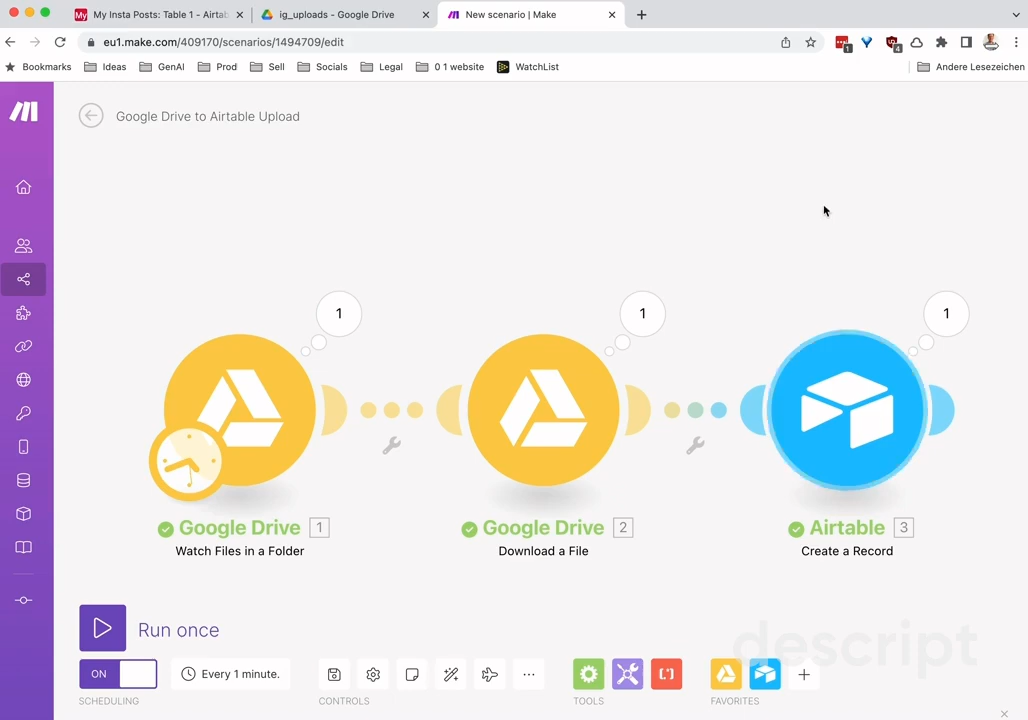 My My Insta Posts: Table 1 - Airtab
ig_uploads - Google Drive
New scenario | Make
eu1.make.com/409170/scenarios/1494709/edit
1
4
Bookmarks
Ideas
GenAI
Prod
Sell
Socials
Legal
0 1 website
WatchList
Andere Lesezeichen
Google Drive to Airtable Upload
1
1
1
Google Drive 1
Watch Files in a Folder
Google Drive 2
Download a File
Airtable 3
Create a Record
Run once
ON
Every 1 minute.
SCHEDULING
CONTROLS
TOOLS
FAVORITES
descript